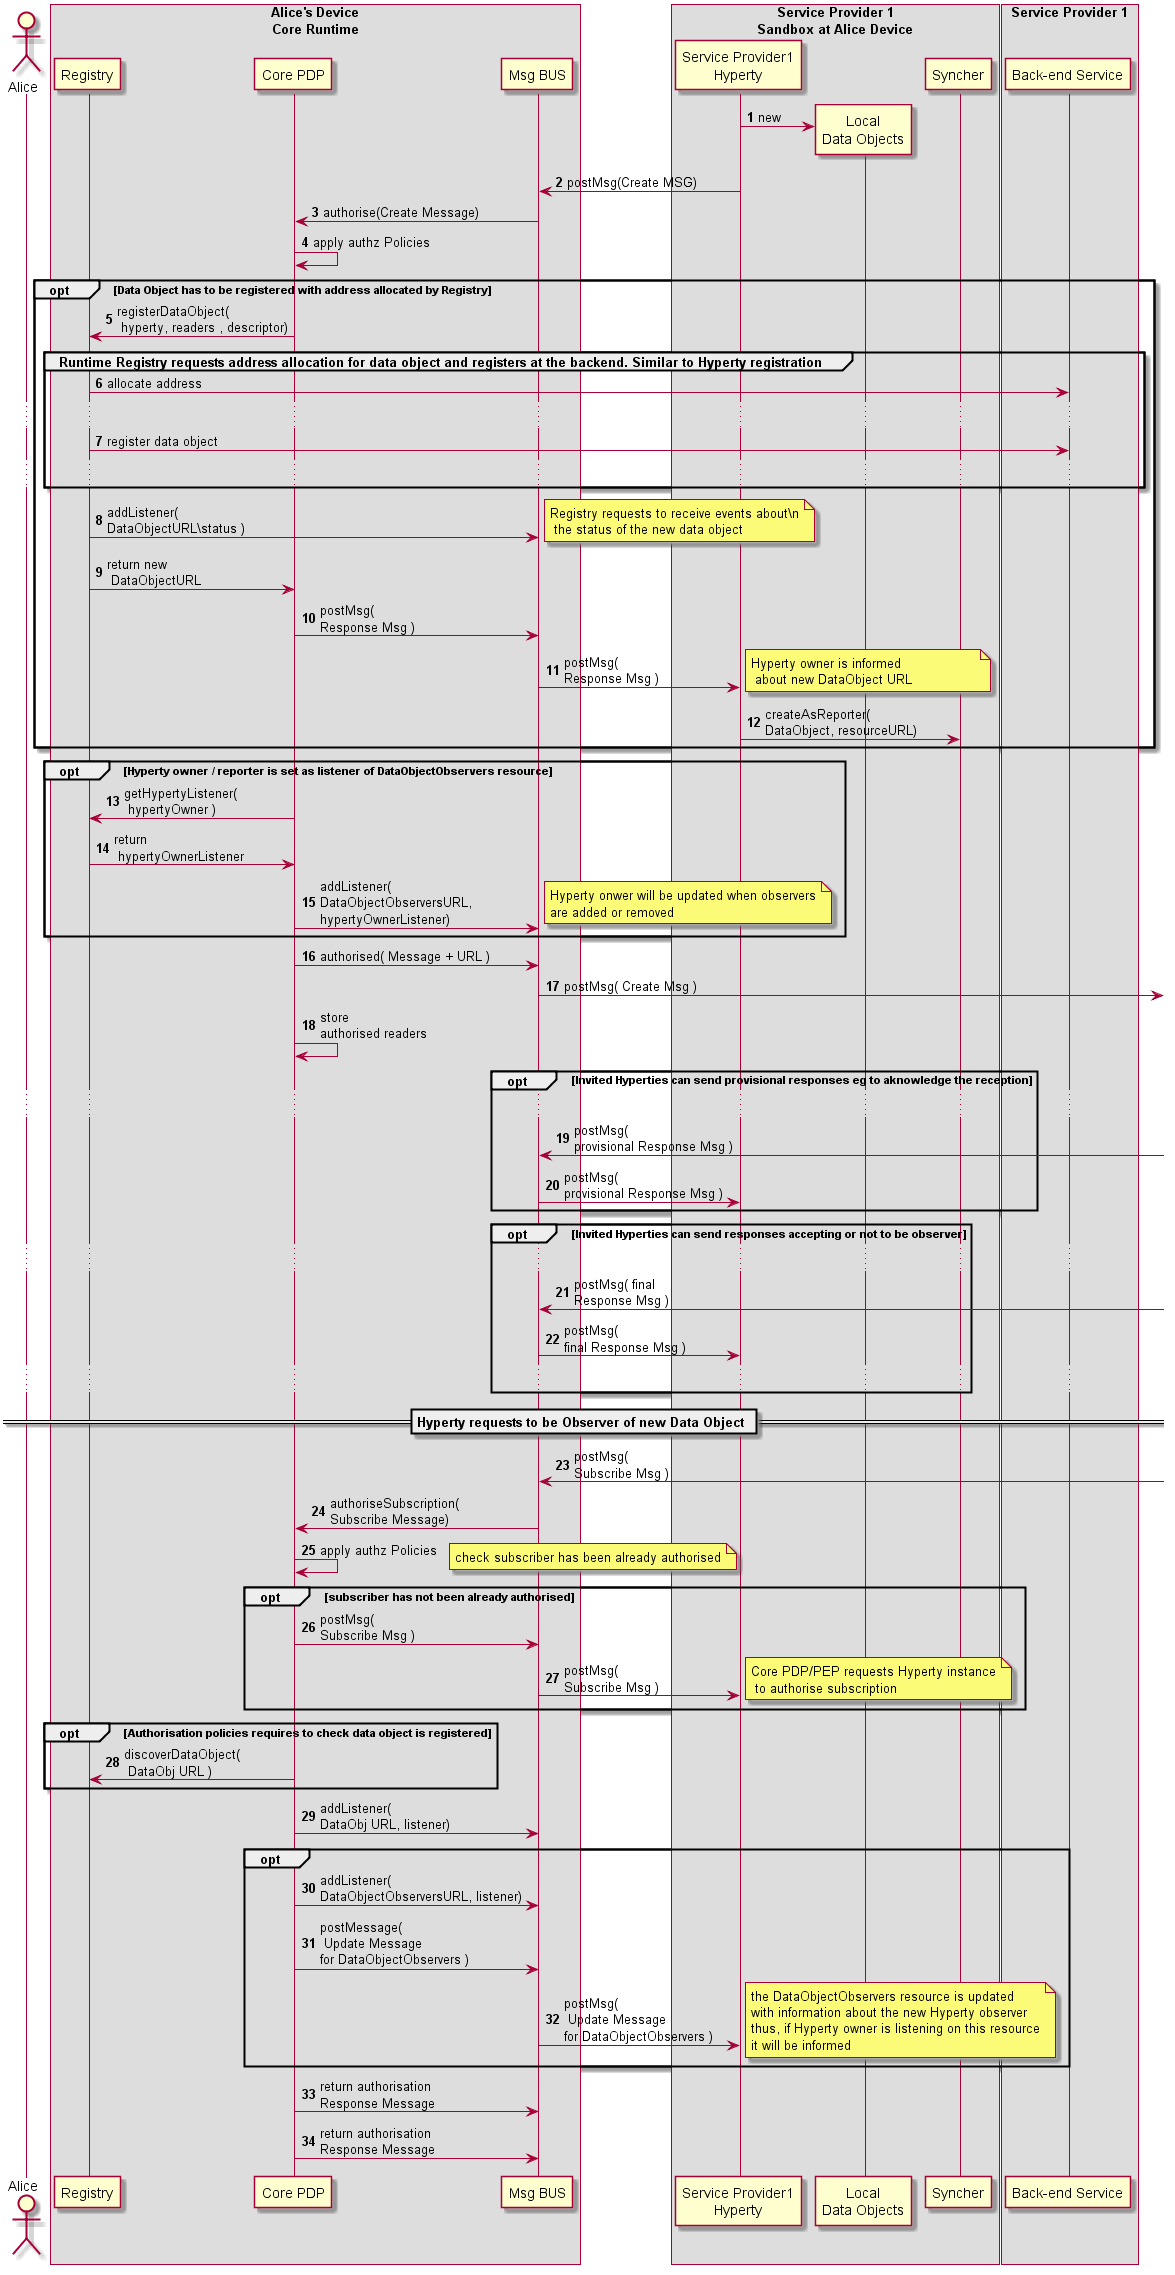 Alice's Device
Core Runtime
Service Provider 1
Sandbox at Alice Device
Service Provider 1
Alice
Registry
Core PDP
Msg BUS
Service Provider1
Hyperty
Syncher
Back-end Service
1 new
Local
Data Objects
2 postMsg(Create MSG)
3 authorise(Create Message)
4 apply authz Policies
opt [Data Object has to be registered with address allocated by Registry]
5 registerDataObject(
hyperty, readers , descriptor)
Runtime Registry requests address allocation for data object and registers at the backend. Similar to Hyperty registration
6 allocate address
7 register data object
8 addListener(
DataObjectURL\status )
Registry requests to receive events about\n
the status of the new data object
9 return new
DataObjectURL
10 postMsg(
Response Msg )
11 postMsg(
Response Msg )
Hyperty owner is informed
about new DataObject URL
12 createAsReporter(
DataObject, resourceURL)
opt [Hyperty owner / reporter is set as listener of DataObjectObservers resource]
13 getHypertyListener(
hypertyOwner )
14 return
hypertyOwnerListener
15 addListener(
DataObjectObserversURL,
hypertyOwnerListener)
Hyperty onwer will be updated when observers
are added or removed
16 authorised( Message + URL )
17 postMsg( Create Msg )
18 store
authorised readers
opt [Invited Hyperties can send provisional responses eg to aknowledge the reception]
19 postMsg(
provisional Response Msg )
20 postMsg(
provisional Response Msg )
opt [Invited Hyperties can send responses accepting or not to be observer]
21 postMsg( final
Response Msg )
22 postMsg(
final Response Msg )
Hyperty requests to be Observer of new Data Object
23 postMsg(
Subscribe Msg )
24 authoriseSubscription(
Subscribe Message)
25 apply authz Policies
check subscriber has been already authorised
opt [subscriber has not been already authorised]
26 postMsg(
Subscribe Msg )
27 postMsg(
Subscribe Msg )
Core PDP/PEP requests Hyperty instance
to authorise subscription
opt [Authorisation policies requires to check data object is registered]
28 discoverDataObject(
DataObj URL )
29 addListener(
DataObj URL, listener)
opt
30 addListener(
DataObjectObserversURL, listener)
31 postMessage(
Update Message
for DataObjectObservers )
32 postMsg(
Update Message
for DataObjectObservers )
the DataObjectObservers resource is updated
with information about the new Hyperty observer
thus, if Hyperty owner is listening on this resource
it will be informed
33 return authorisation
Response Message
34 return authorisation
Response Message
Alice
Registry
Core PDP
Msg BUS
Service Provider1
Hyperty
Local
Data Objects
Syncher
Back-end Service